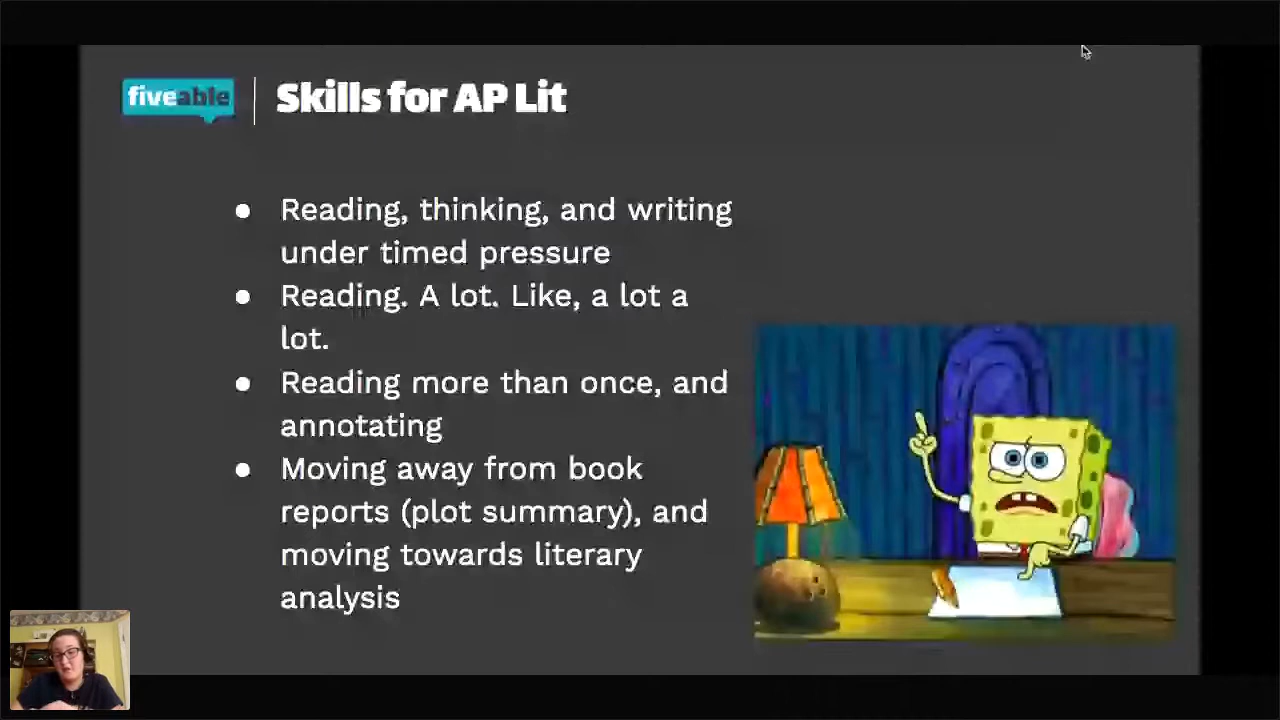 fiveable
Skills for AP Lit
● Reading, thinking, and writing
under timed pressure
● Reading. A lot. Like, a lot a
lot.
● Reading more than once, and
annotating
● Moving away from book
reports (plot summary), and
moving towards literary
analysis